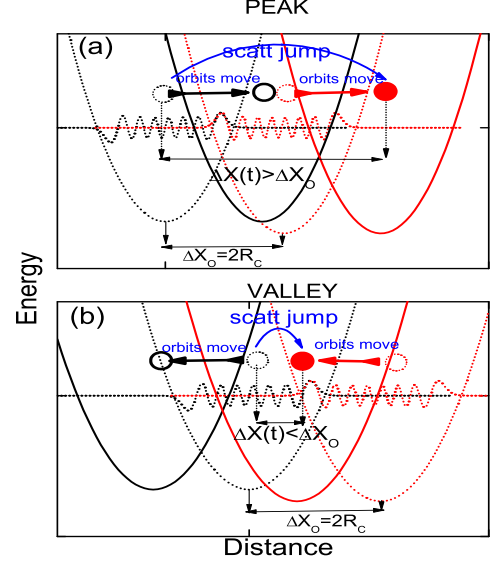 PEAK
(a)
scatt jump
orbits move
orbits move
ΔX(t)>ΔX_O
ΔX_O=2R_C
Energy
VALLEY
(b)
scatt jump
orbits move
orbits move
ΔX(t)<ΔX_O
ΔX_O=2R_C
Distance